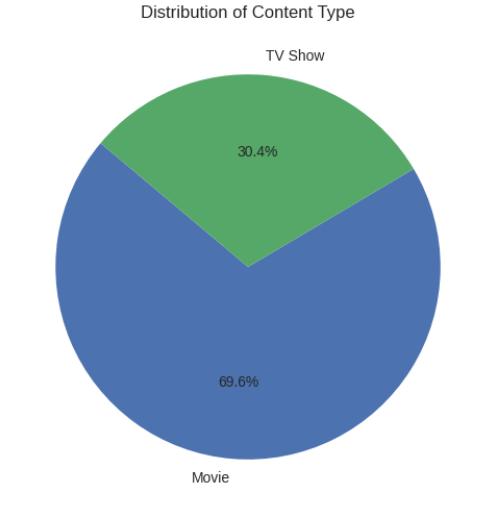 Distribution of Content Type
TV Show
30.4%
69.6%
Movie